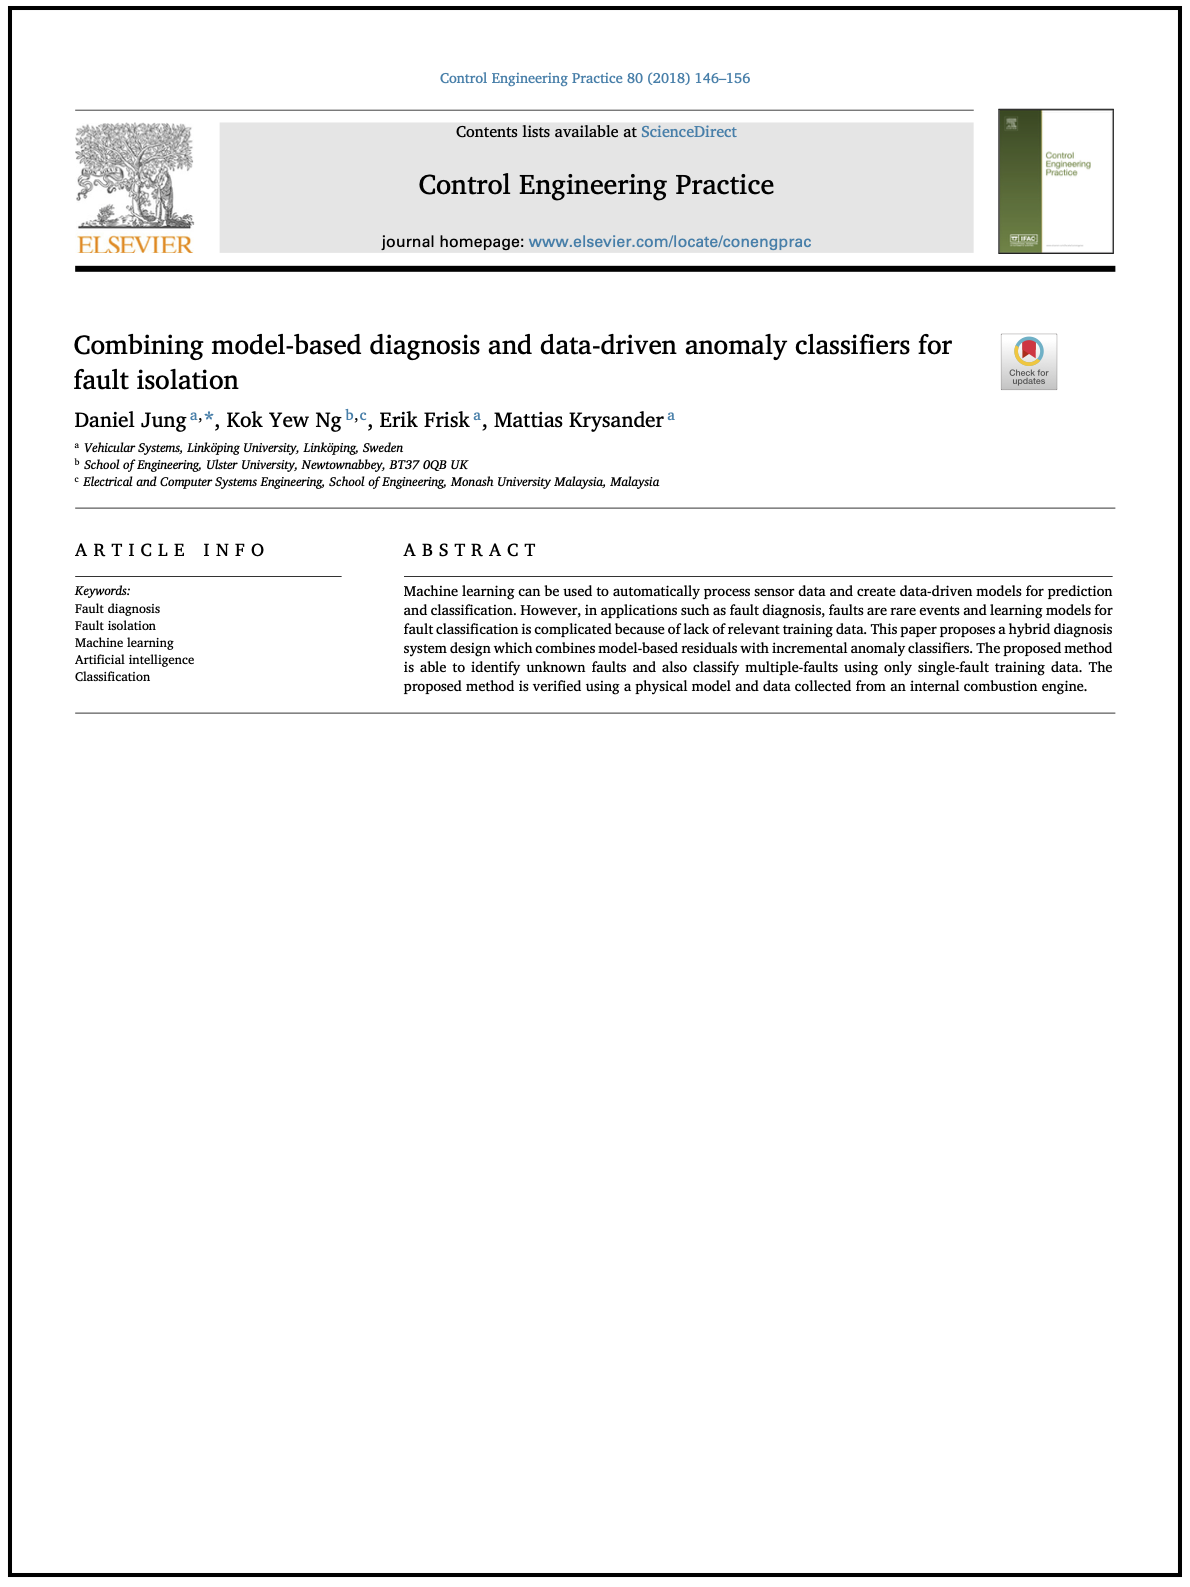 Control Engineering Practice 80 (2018) 146–156
Contents lists available at ScienceDirect
Control Engineering Practice
journal homepage: www.elsevier.com/locate/conengprac
ELSEVIER
Control
Engineering
Practice
IFAC
Combining model-based diagnosis and data-driven anomaly classifiers for
fault isolation
Check for
updates
Daniel Jung a,*, Kok Yew Ng b,c, Erik Frisk a, Mattias Krysander a
a Vehicular Systems, Linköping University, Linköping, Sweden
b School of Engineering, Ulster University, Newtownabbey, BT37 0QB UK
c Electrical and Computer Systems Engineering, School of Engineering, Monash University Malaysia, Malaysia
ARTICLE INFO
Keywords:
Fault diagnosis
Fault isolation
Machine learning
Artificial intelligence
Classification
ABSTRACT
Machine learning can be used to automatically process sensor data and create data-driven models for prediction
and classification. However, in applications such as fault diagnosis, faults are rare events and learning models for
fault classification is complicated because of lack of relevant training data. This paper proposes a hybrid diagnosis
system design which combines model-based residuals with incremental anomaly classifiers. The proposed method
is able to identify unknown faults and also classify multiple-faults using only single-fault training data. The
proposed method is verified using a physical model and data collected from an internal combustion engine.